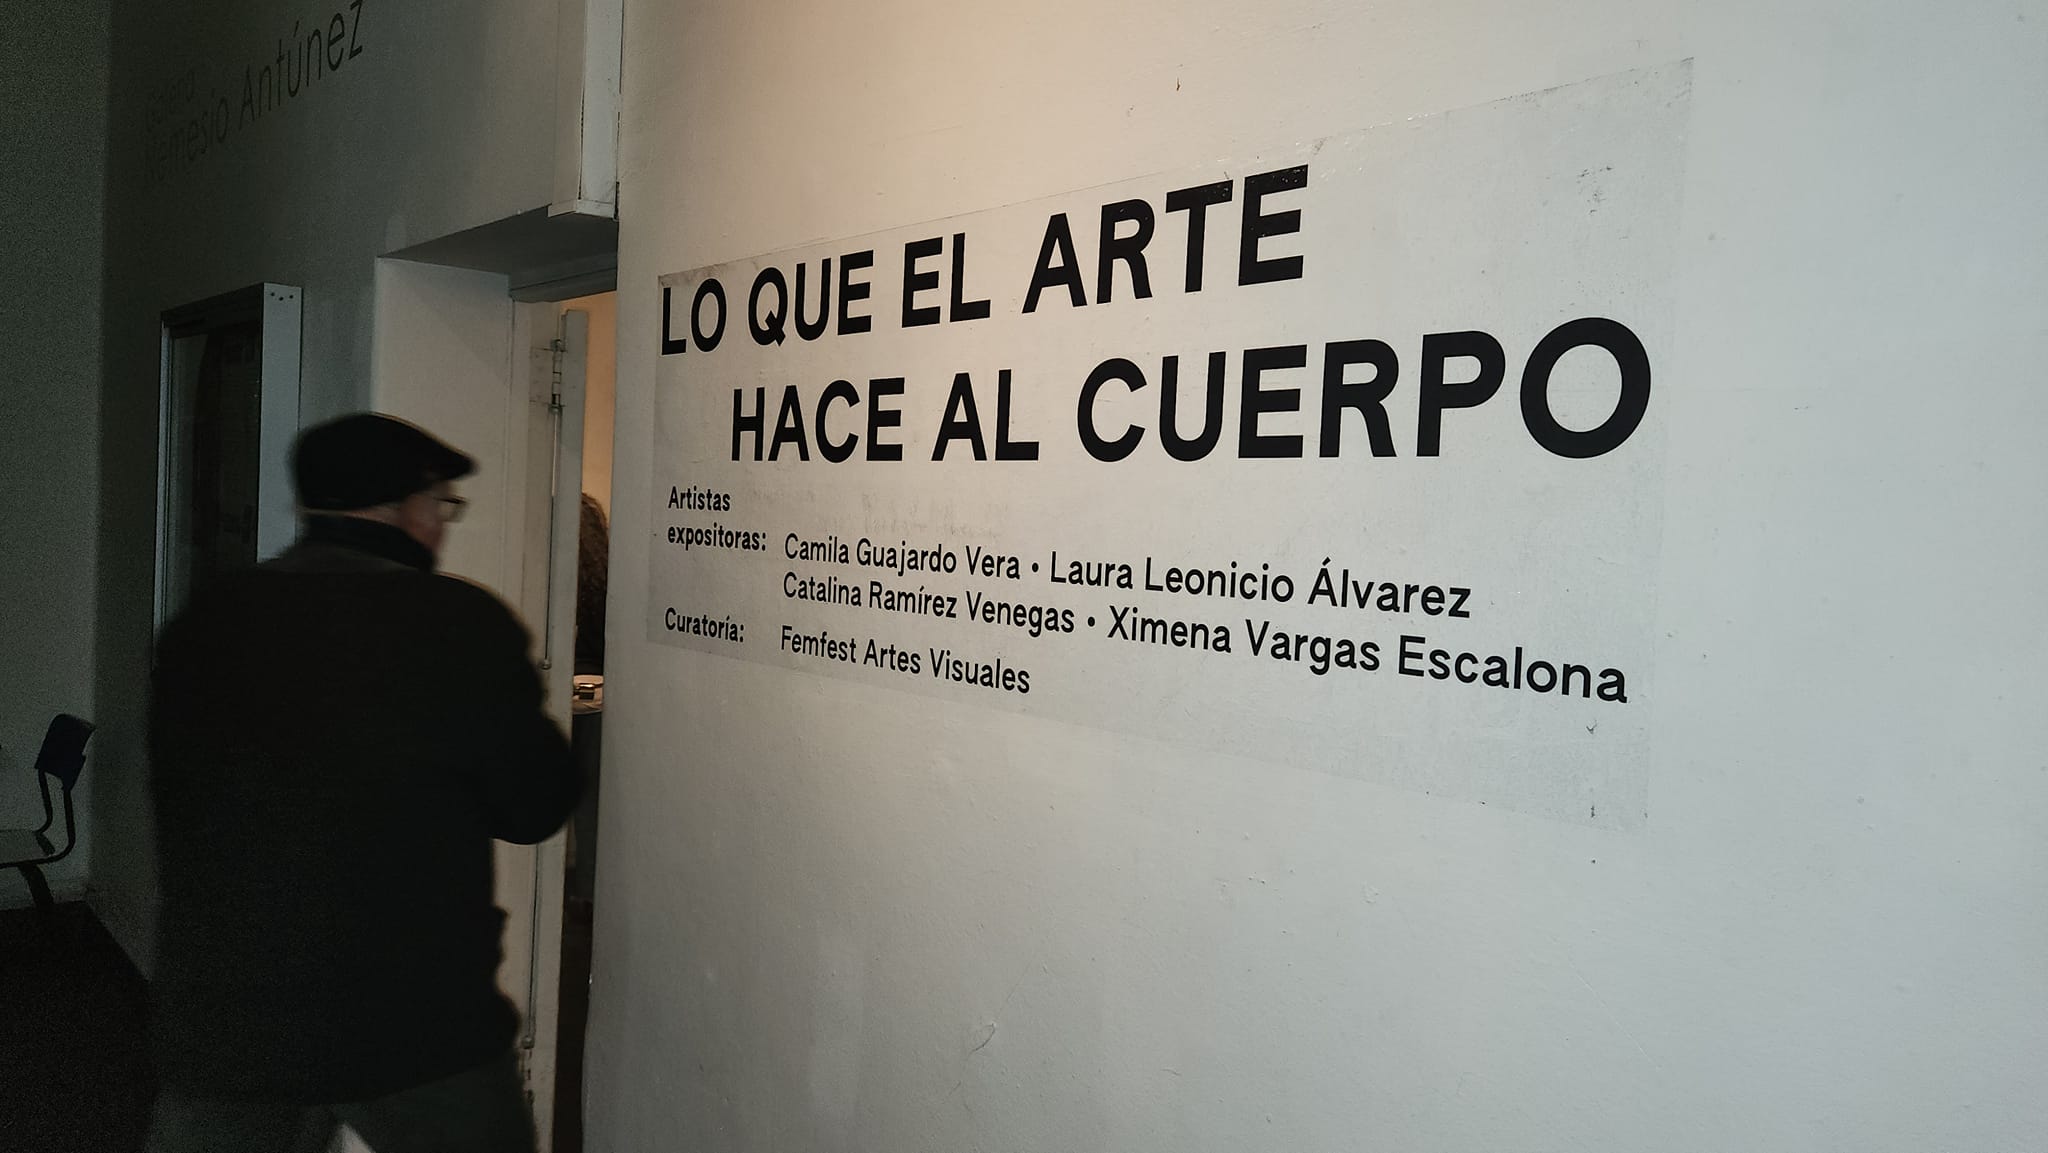 Galería
Nemesio Antúnez
LO QUE EL ARTE
HACE AL CUERPO
Artistas
expositoras: Camila Guajardo Vera • Laura Leonicio Álvarez
Catalina Ramírez Venegas • Ximena Vargas Escalona
Curatoría: Femfest Artes Visuales